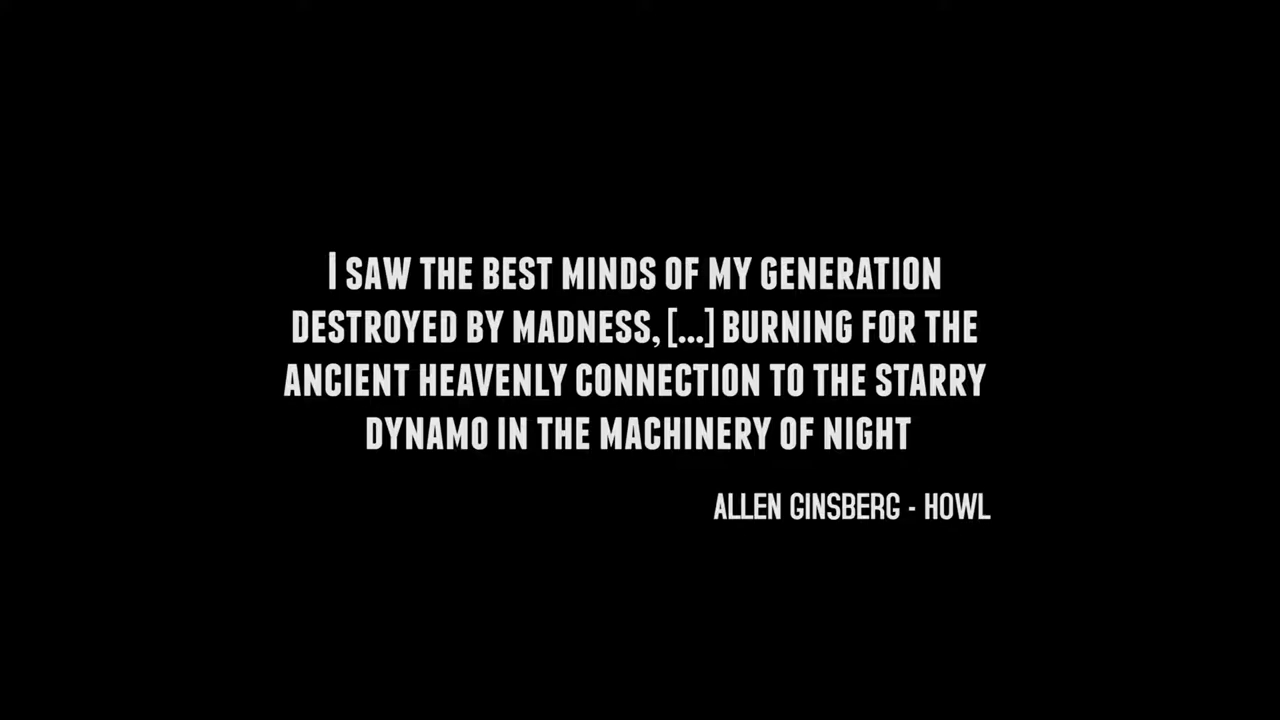 I SAW THE BEST MINDS OF MY GENERATION
DESTROYED BY MADNESS, [...] BURNING FOR THE
ANCIENT HEAVENLY CONNECTION TO THE STARRY
DYNAMO IN THE MACHINERY OF NIGHT
ALLEN GINSBERG - HOWL